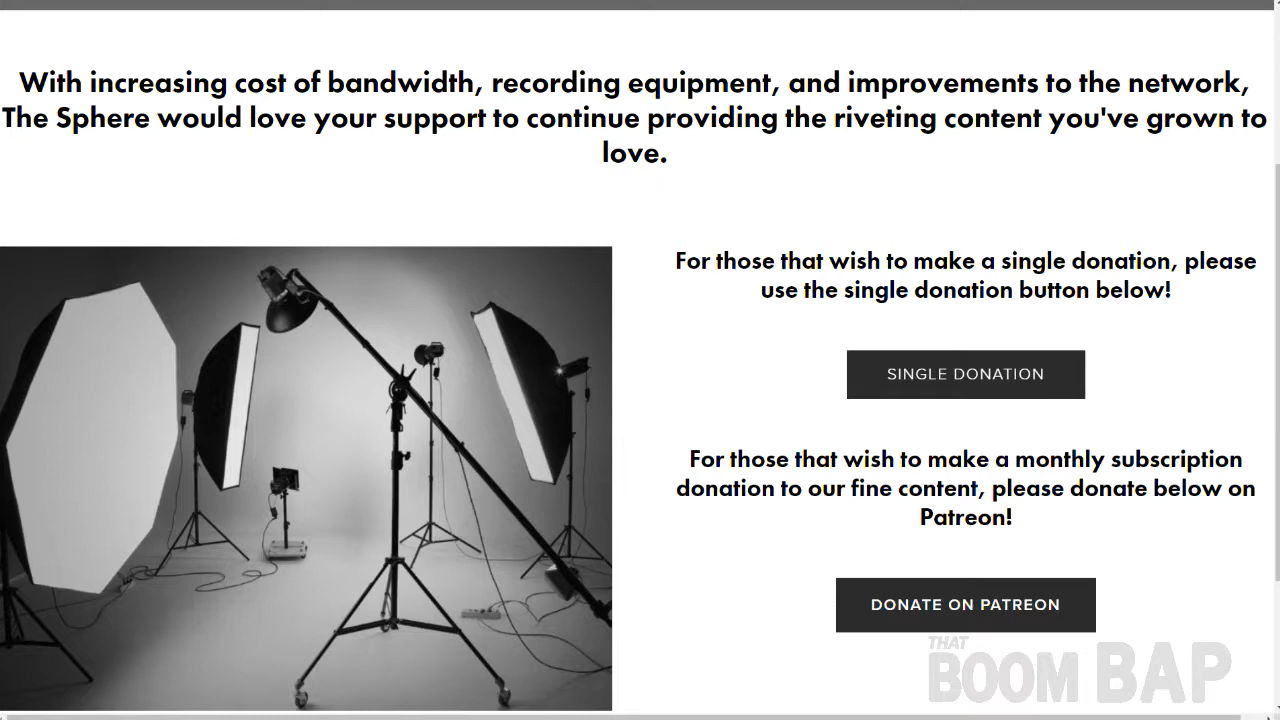 With increasing cost of bandwidth, recording equipment, and improvements to the network,
The Sphere would love your support to continue providing the riveting content you've grown to
love.
For those that wish to make a single donation, please
use the single donation button below!
SINGLE DONATION
For those that wish to make a monthly subscription
donation to our fine content, please donate below on
Patreon!
DONATE ON PATREON
THAT
BOOM BAP